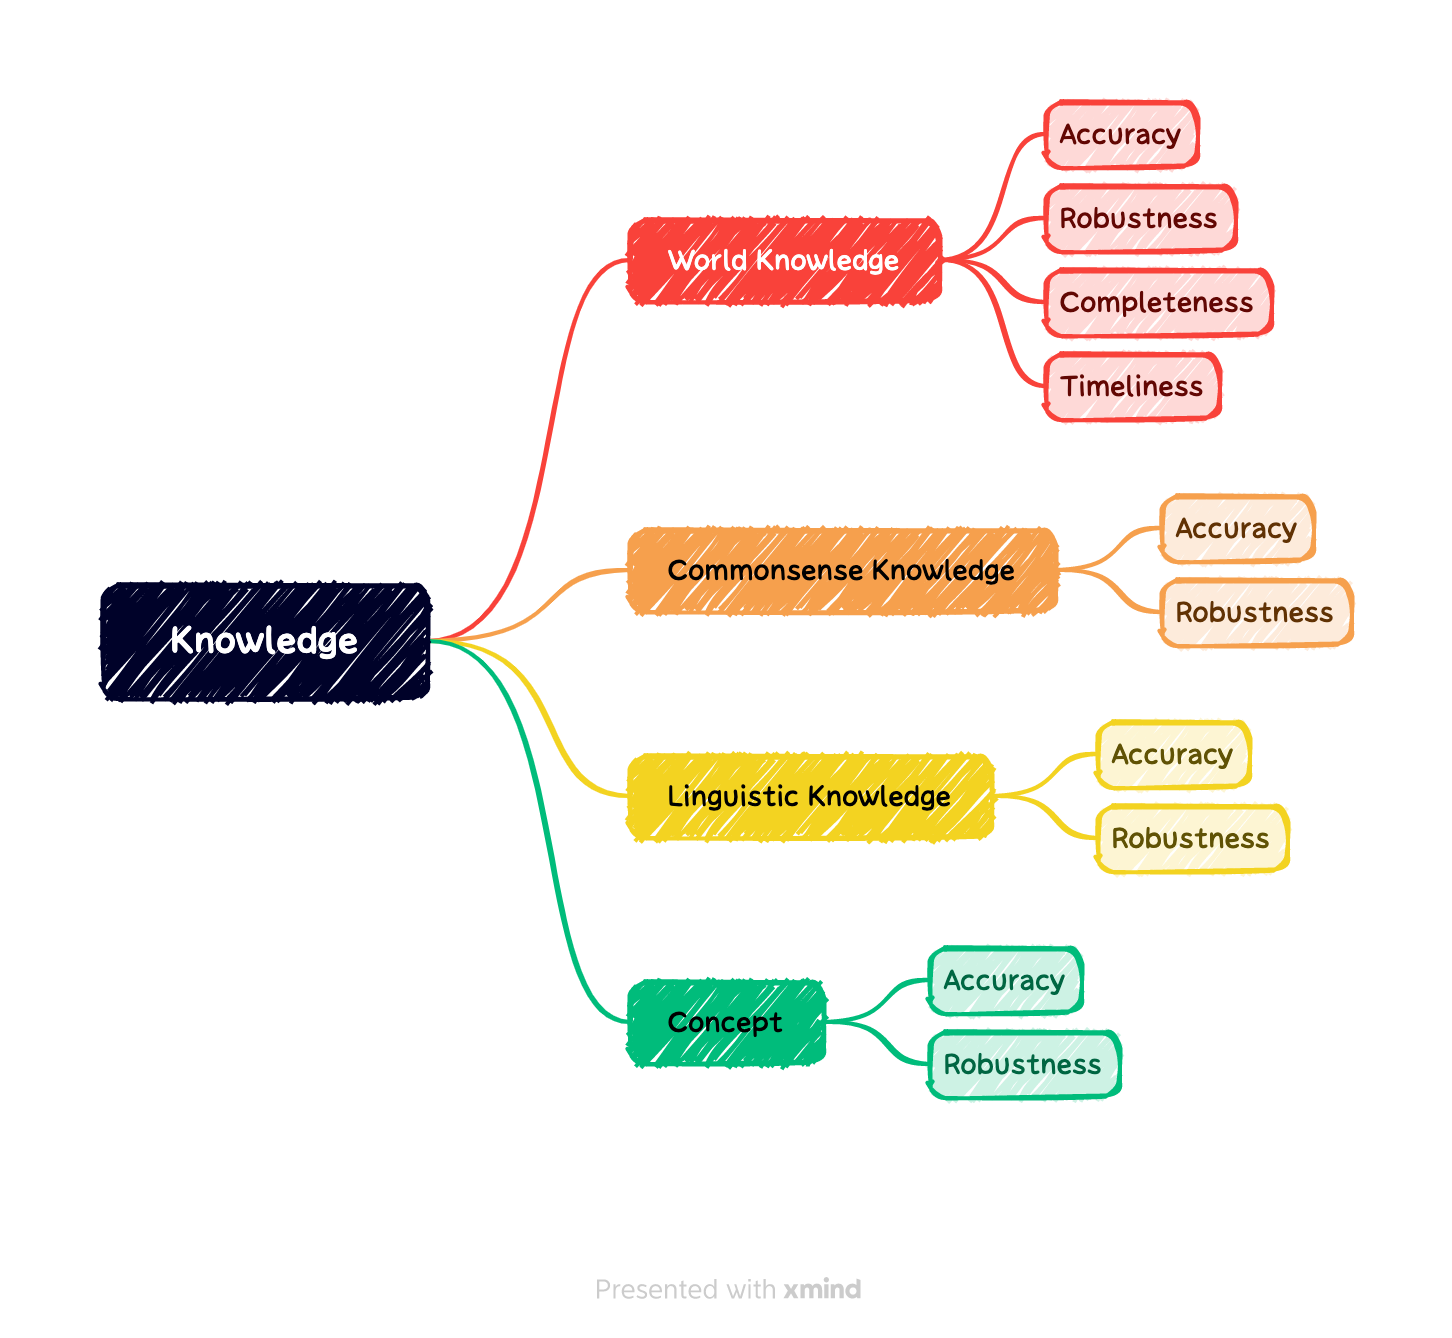 Knowledge
World Knowledge
Accuracy
Robustness
Completeness
Timeliness
Commonsense Knowledge
Accuracy
Robustness
Linguistic Knowledge
Accuracy
Robustness
Concept
Accuracy
Robustness
Presented with xmind